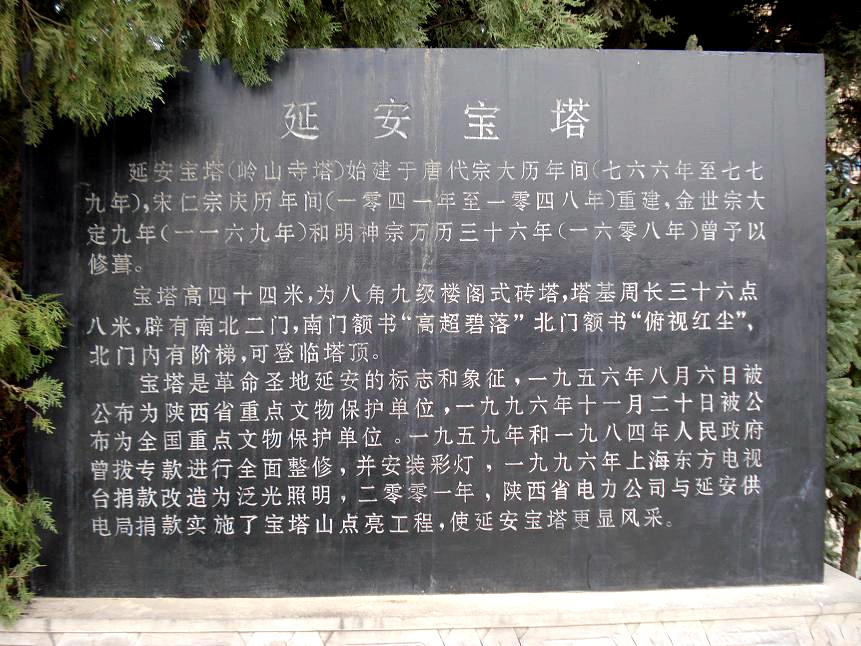 延安宝塔
延安宝塔(岭山寺塔)始建于唐代宗大历年间(七六六年至七七
九年),宋仁宗庆历年间(一零四一年至一零四八年)重建,金世宗大
定九年(一一六九年)和明神宗万历三十六年(一六零八年)曾予以
修葺。
宝塔高四十四米,为八角九级楼阁式砖塔,塔基周长三十六点
八米,辟有南北二门,南门额书“高超碧落”北门额书“俯视红尘”,
北门内有阶梯,可登临塔顶。
宝塔是革命圣地延安的标志和象征,一九五六年八月六日被
公布为陕西省重点文物保护单位,一九九六年十一月二十日被公
布为全国重点文物保护单位。一九五九年和一九八四年人民政府
曾拨专款进行全面整修,并安装彩灯,一九九六年上海东方电视
台捐款改造为泛光照明,二零零一年,陕西省电力公司与延安供
电局捐款实施了宝塔山点亮工程,使延安宝塔更显风采。